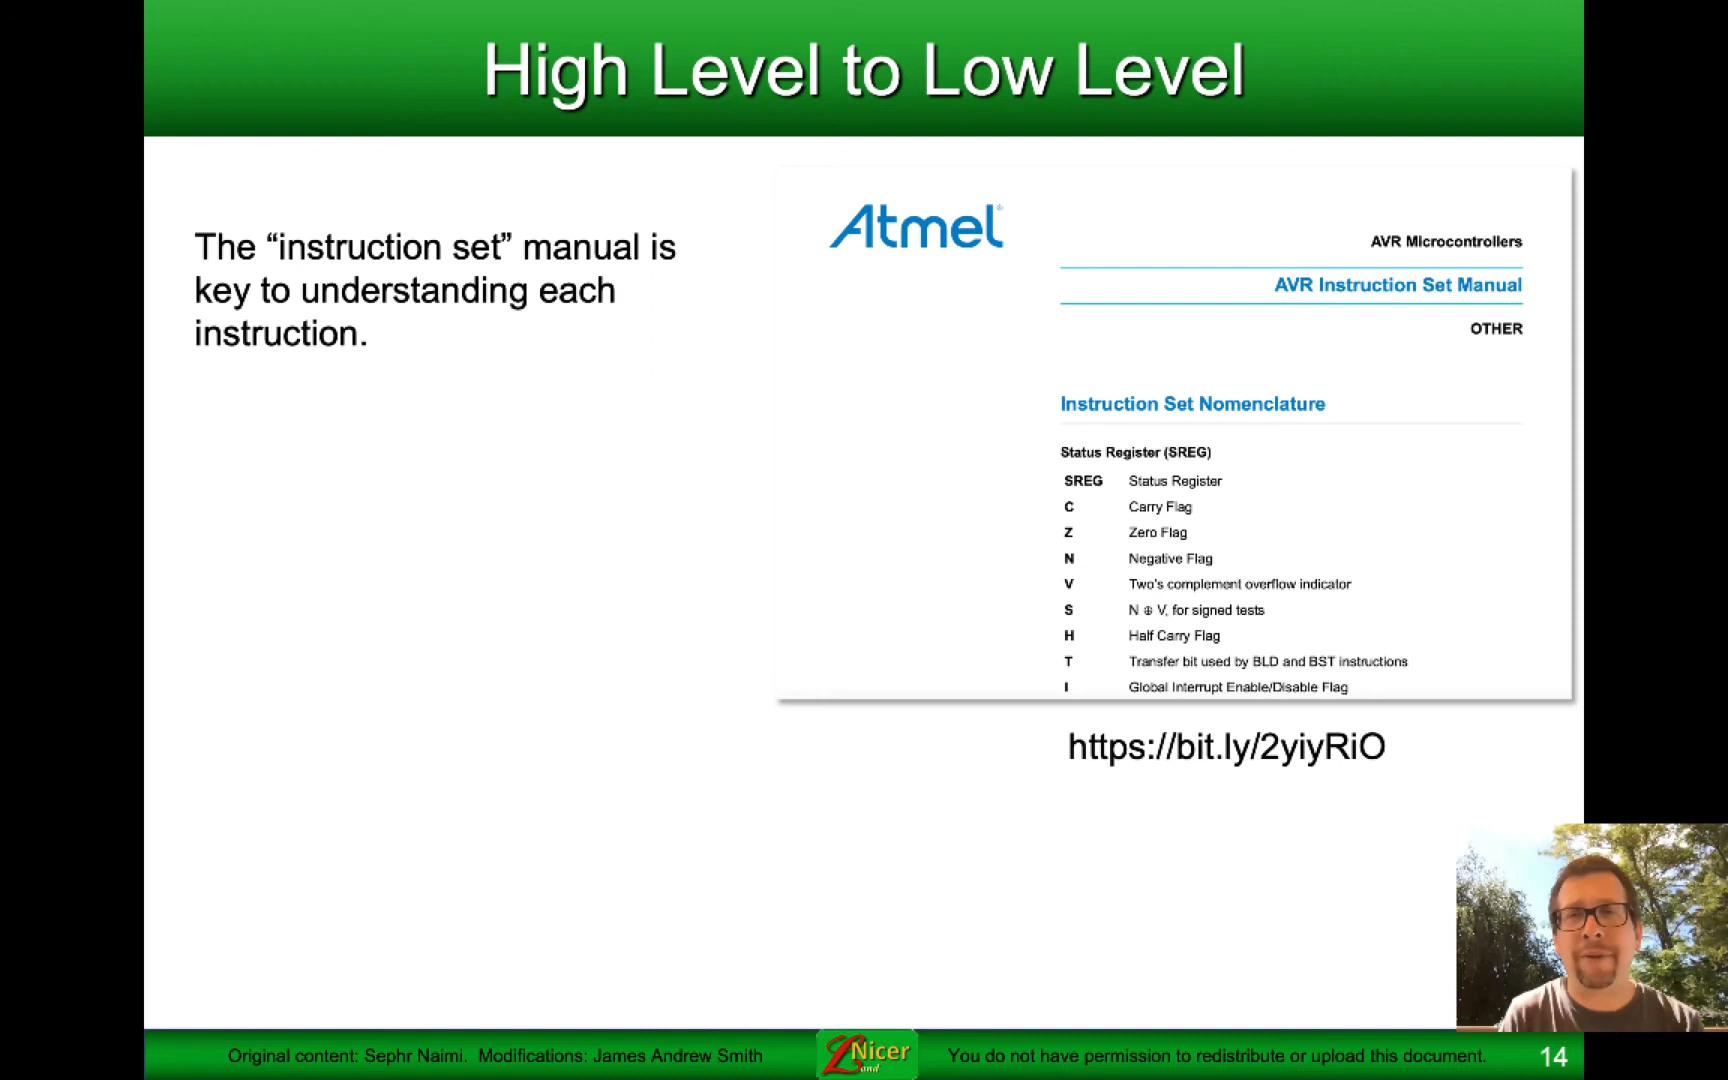 High Level to Low Level
The “instruction set” manual is
key to understanding each
instruction.
Atmel®
AVR Microcontrollers
AVR Instruction Set Manual
OTHER
Instruction Set Nomenclature
Status Register (SREG)
SREG Status Register
C Carry Flag
Z Zero Flag
N Negative Flag
V Two's complement overflow indicator
S N ⊕ V, for signed tests
H Half Carry Flag
T Transfer bit used by BLD and BST instructions
I Global Interrupt Enable/Disable Flag
https://bit.ly/2yiyRiO
Original content: Sephr Naimi. Modifications: James Andrew Smith
Nicer
Land
You do not have permission to redistribute or upload this document.
14